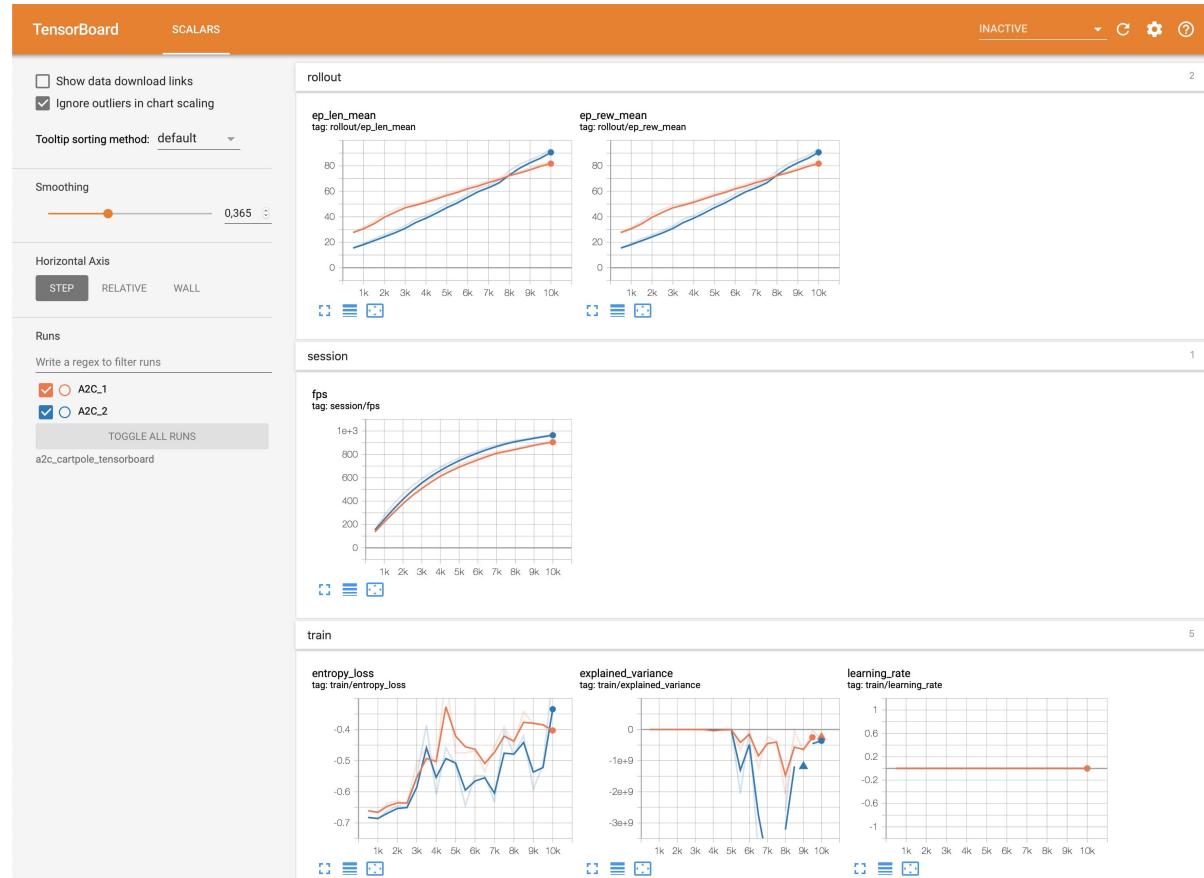 TensorBoard
SCALARS
INACTIVE
Show data download links
Ignore outliers in chart scaling
Tooltip sorting method: default
Smoothing
0,365
Horizontal Axis
STEP RELATIVE WALL
Runs
Write a regex to filter runs
A2C_1
A2C_2
TOGGLE ALL RUNS
a2c_cartpole_tensorboard
rollout 2
ep_len_mean
tag: rollout/ep_len_mean
80
60
40
20
0
1k 2k 3k 4k 5k 6k 7k 8k 9k 10k
ep_rew_mean
tag: rollout/ep_rew_mean
80
60
40
20
0
1k 2k 3k 4k 5k 6k 7k 8k 9k 10k
session 1
fps
tag: session/fps
1e+3
800
600
400
200
0
1k 2k 3k 4k 5k 6k 7k 8k 9k 10k
train 5
entropy_loss
tag: train/entropy_loss
-0.4
-0.5
-0.6
-0.7
1k 2k 3k 4k 5k 6k 7k 8k 9k 10k
explained_variance
tag: train/explained_variance
0
-1e+9
-2e+9
-3e+9
1k 2k 3k 4k 5k 6k 7k 8k 9k 10k
learning_rate
tag: train/learning_rate
1
0.6
0.2
-0.2
-0.6
-1
1k 2k 3k 4k 5k 6k 7k 8k 9k 10k